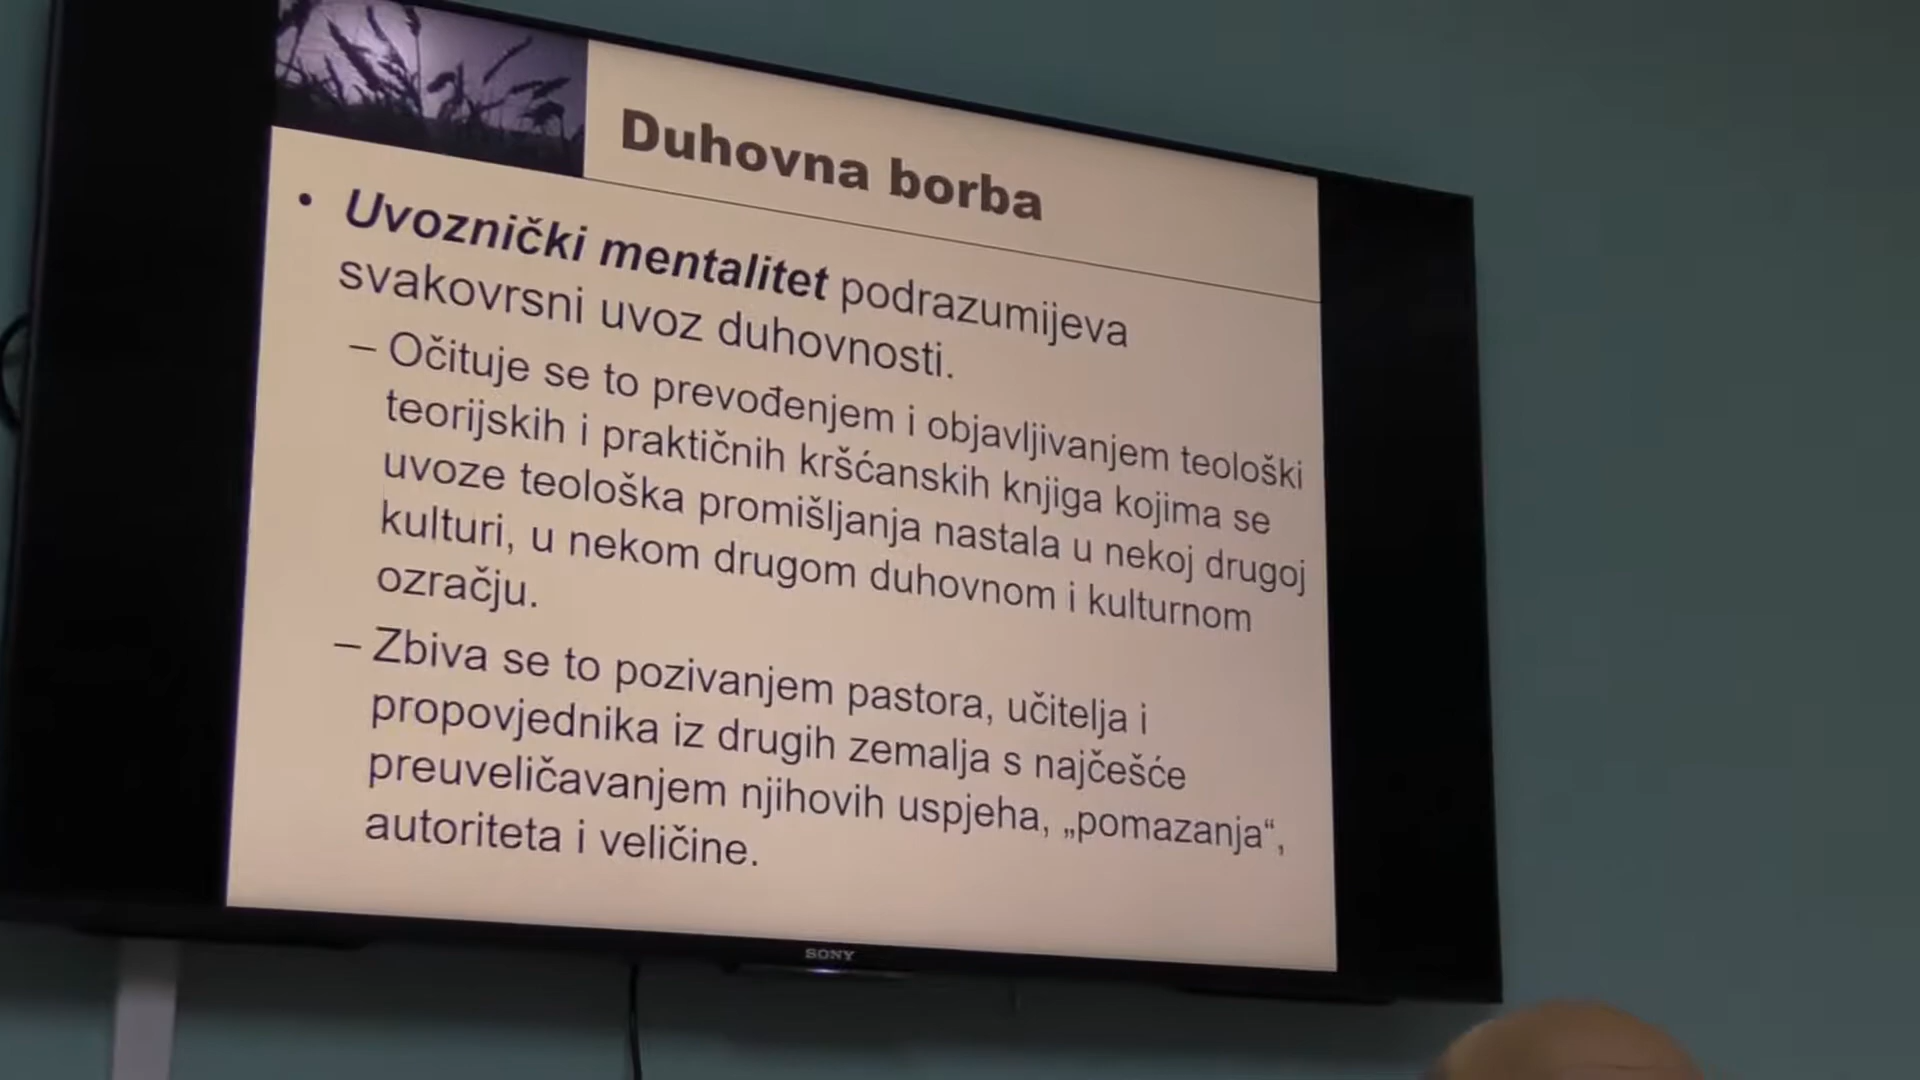 Duhovna borba
• Uvoznički mentalitet podrazumijeva
svakovrsni uvoz duhovnosti.
– Očituje se to prevođenjem i objavljivanjem teološki
teorijskih i praktičnih kršćanskih knjiga kojima se
uvoze teološka promišljanja nastala u nekoj drugoj
kulturi, u nekom drugom duhovnom i kulturnom
ozračju.
– Zbiva se to pozivanjem pastora, učitelja i
propovjednika iz drugih zemalja s najčešće
preuveličavanjem njihovih uspjeha, „pomazanja“,
autoriteta i veličine.
SONY